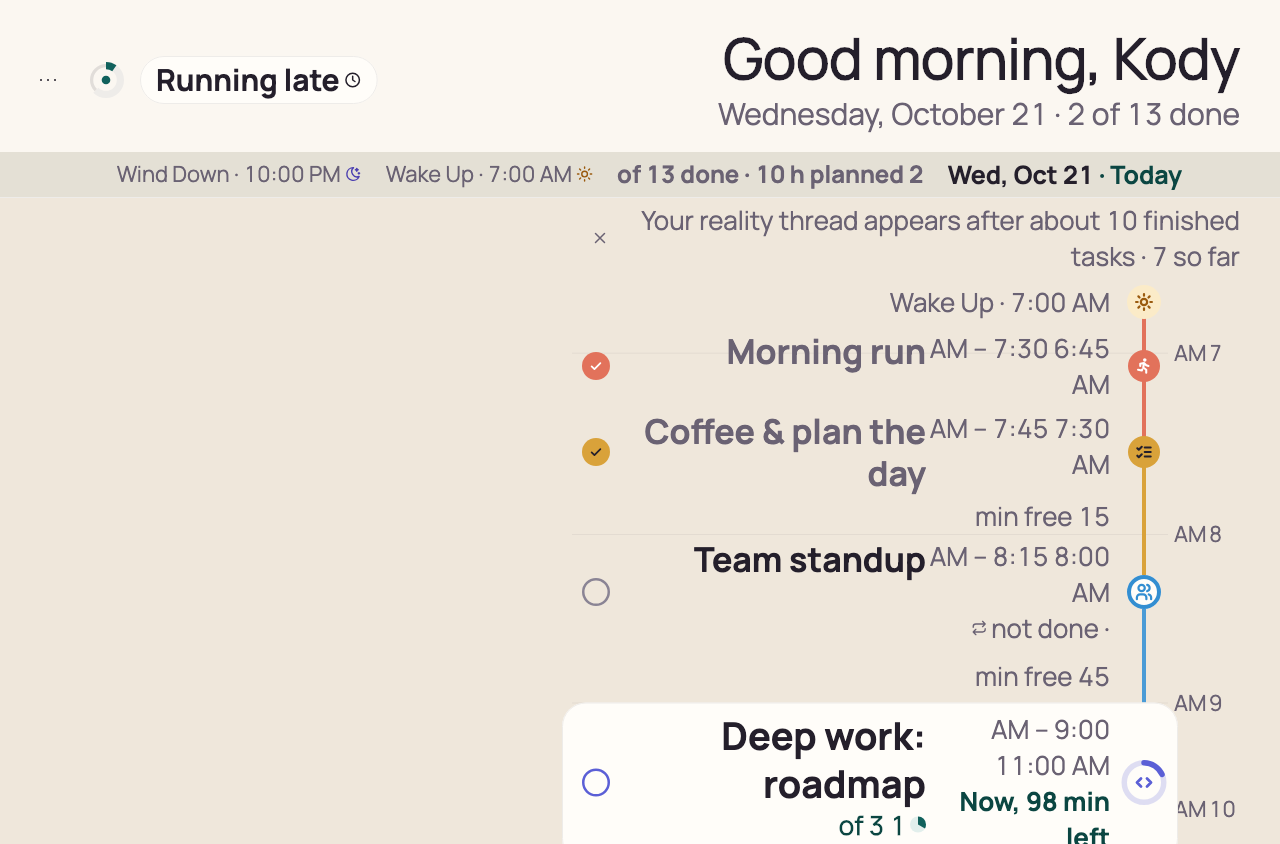 Good morning, Kody
Wednesday, October 21 · 2 of 13 done
Running late
...
Wed, Oct 21 · Today
of 13 done · 10 h planned 2
Wake Up · 7:00 AM
Wind Down · 10:00 PM
Your reality thread appears after about 10 finished
tasks · 7 so far
Wake Up · 7:00 AM
AM 7
Morning run
AM – 7:30 6:45
AM
Coffee & plan the
day
AM – 7:45 7:30
AM
min free 15
AM 8
Team standup
AM – 8:15 8:00
AM
not done ·
min free 45
AM 9
Deep work:
roadmap
of 3 1
AM – 9:00
11:00 AM
Now, 98 min
left
AM 10